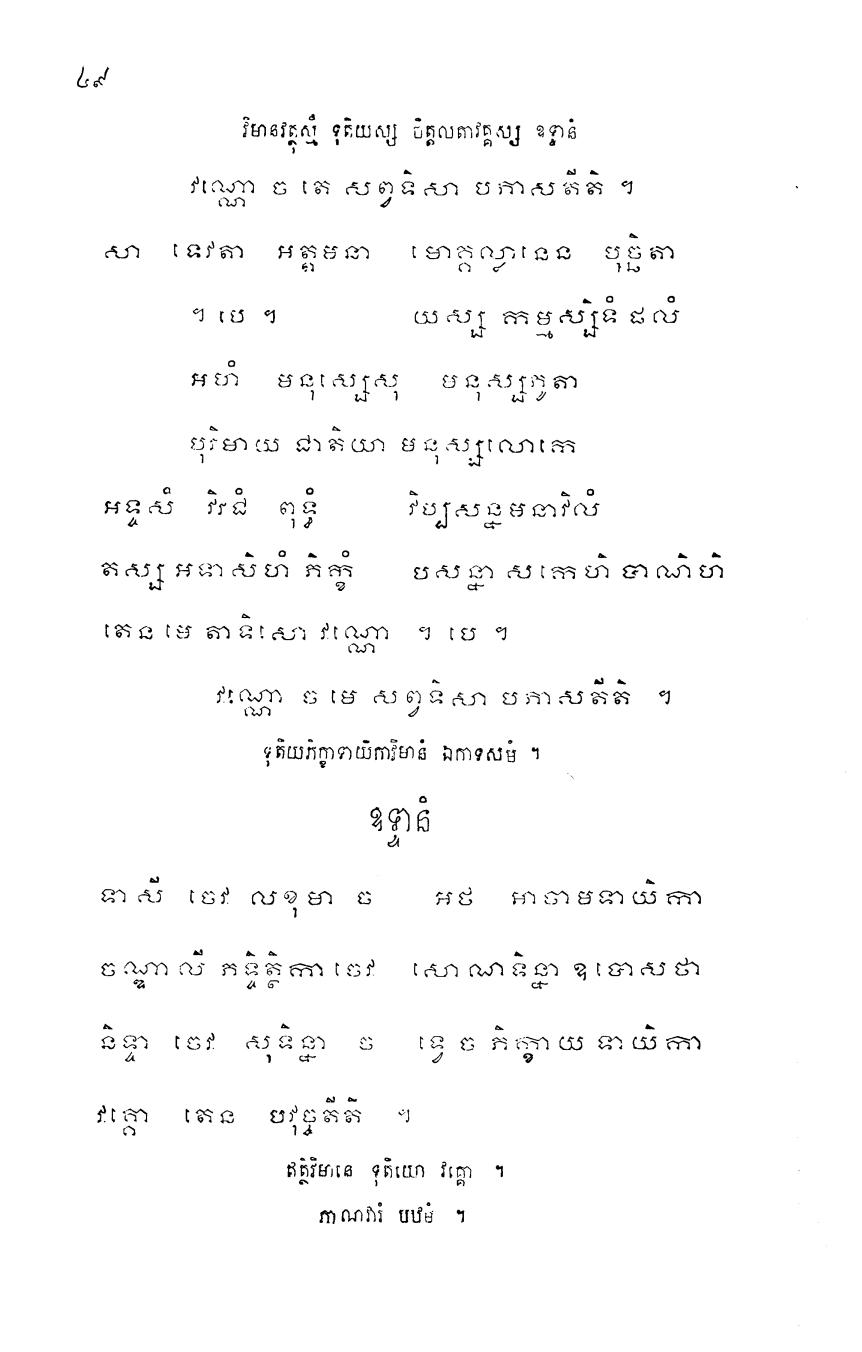 ៤៩
វិមានវត្ថុស្មឹ ទុតិយស្ស ចិត្តលតាវគ្គស្ស ឧទ្ទានំ
វណ្ណោ ច តេ សព្វទិសា បភាសតីតិ ។
សា ទេវតា អត្តមនា មោគ្គល្លានេន បុច្ឆិតា
។ បេ ។ យស្ស កម្មស្សិទំ ផលំ
អហំ មនុស្សេសុ មនុស្សភូតា
បុរិមាយ ជាតិយា មនុស្សលោកេ
អទ្ទសំ វិរជំ ពុទ្ធំ វិប្បសន្នមនាវិលំ
តស្ស អទាសិហំ ភិក្ខំ បសន្នា សកេហិ បាណិហិ
តេន មេ តាទិសោ វណ្ណោ ។ បេ ។
វណ្ណោ ច មេ សព្វទិសា បភាសតីតិ ។
ទុតិយភិក្ខាទាយិកាវិមានំ ឯកាទសមំ ។
ឧទ្ទានំ
ទាសី ចេវ លខុមា ច អថ អាចាមទាយិកា
ចណ្ឌាលី ភទ្ទិត្ថិកា ចេវ សោណទិន្នា ឧបោសថា
និទ្ទា ចេវ សុទិន្នា ច ទ្វេ ច ភិក្ខាយ ទាយិកា
វគ្គោ តេន បវុច្ចតីតិ ។
ឥត្ថិវិមានេ ទុតិយោ វគ្គោ ។
ភាណវារំ បឋមំ ។